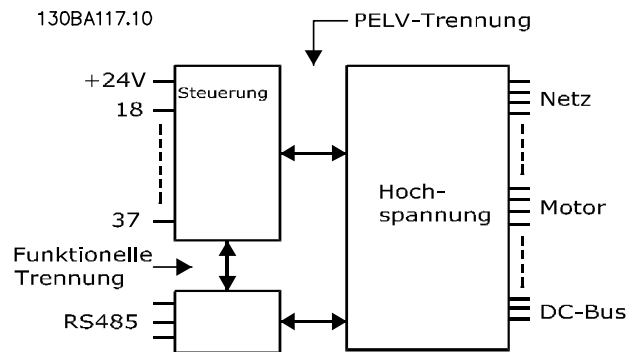 130BA117.10
PELV-Trennung
+24V
Steuerung
18
Netz
Hoch-
spannung
37
Motor
Funktionelle
Trennung
RS485
DC-Bus